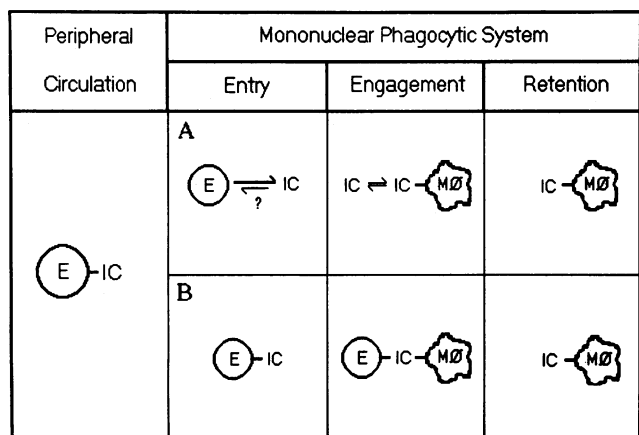 Peripheral Circulation
Mononuclear Phagocytic System
Entry
Engagement
Retention
E-IC
A
E ⇌ IC
?
IC ⇌ IC-MØ
IC-MØ
B
E-IC
E-IC-MØ
IC-MØ